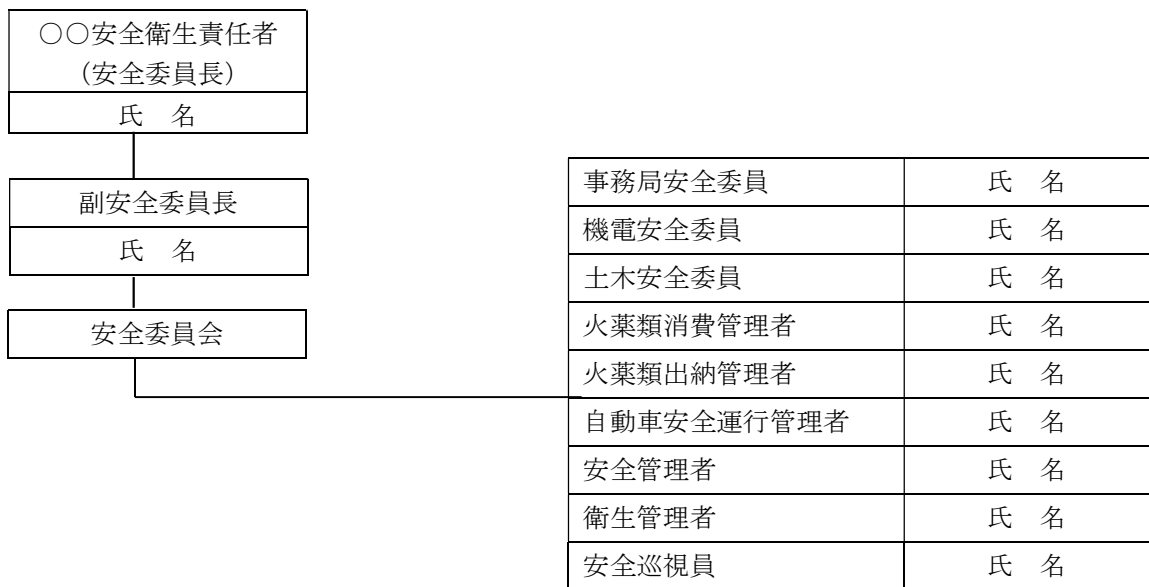 ○○安全衛生責任者
(安全委員長)
氏 名
副安全委員長
氏 名
安全委員会
事務局安全委員 氏 名
機電安全委員 氏 名
土木安全委員 氏 名
火薬類消費管理者 氏 名
火薬類出納管理者 氏 名
自動車安全運行管理者 氏 名
安全管理者 氏 名
衛生管理者 氏 名
安全巡視員 氏 名